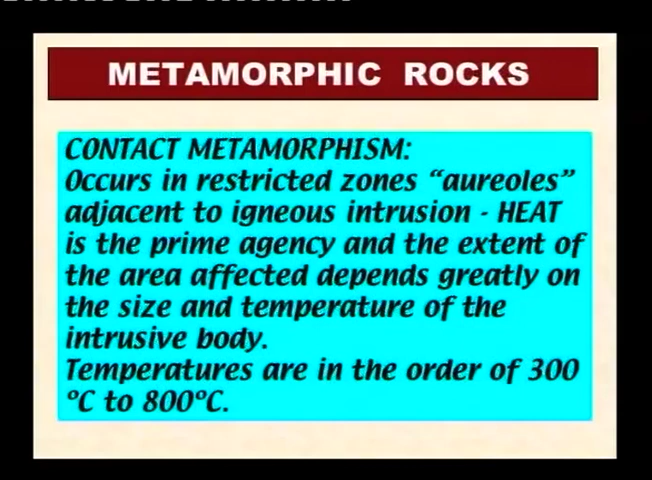 METAMORPHIC ROCKS
CONTACT METAMORPHISM:
Occurs in restricted zones “aureoles”
adjacent to igneous intrusion - HEAT
is the prime agency and the extent of
the area affected depends greatly on
the size and temperature of the
intrusive body.
Temperatures are in the order of 300
ºC to 800ºC.